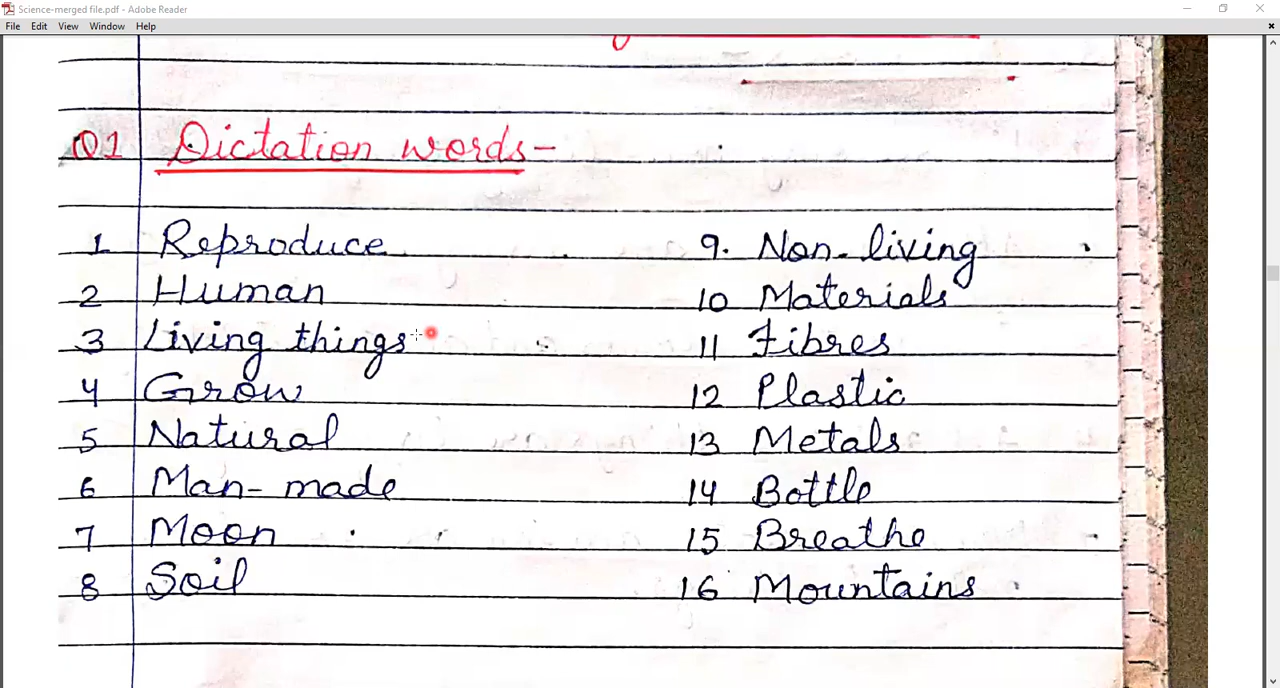 Science-merged file.pdf - Adobe Reader
File Edit View Window Help
Q1 Dictation words-
1 Reproduce
2 Human
3 Living things
4 Grow
5 Natural
6 Man-made
7 Moon
8 Soil
9. Non-living
10 Materials
11 Fibres
12 Plastic
13 Metals
14 Bottle
15 Breathe
16 Mountains